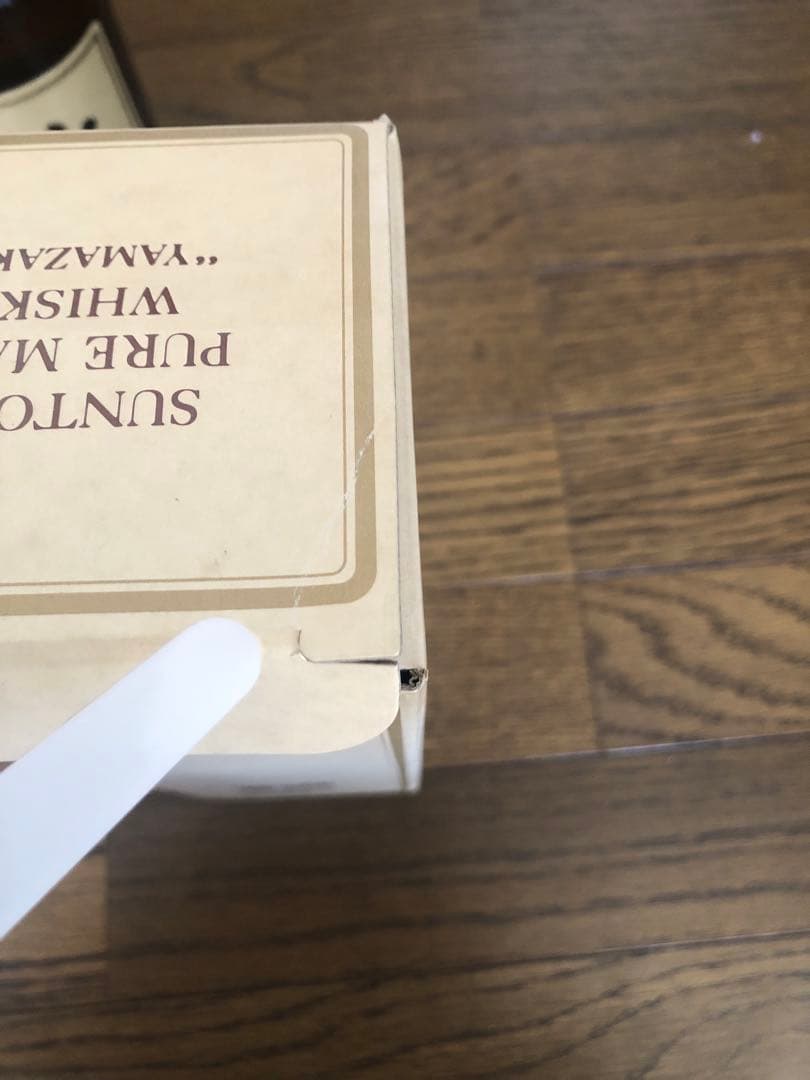 SUNTO
PURE MA
WHISK
"YAMAZAK